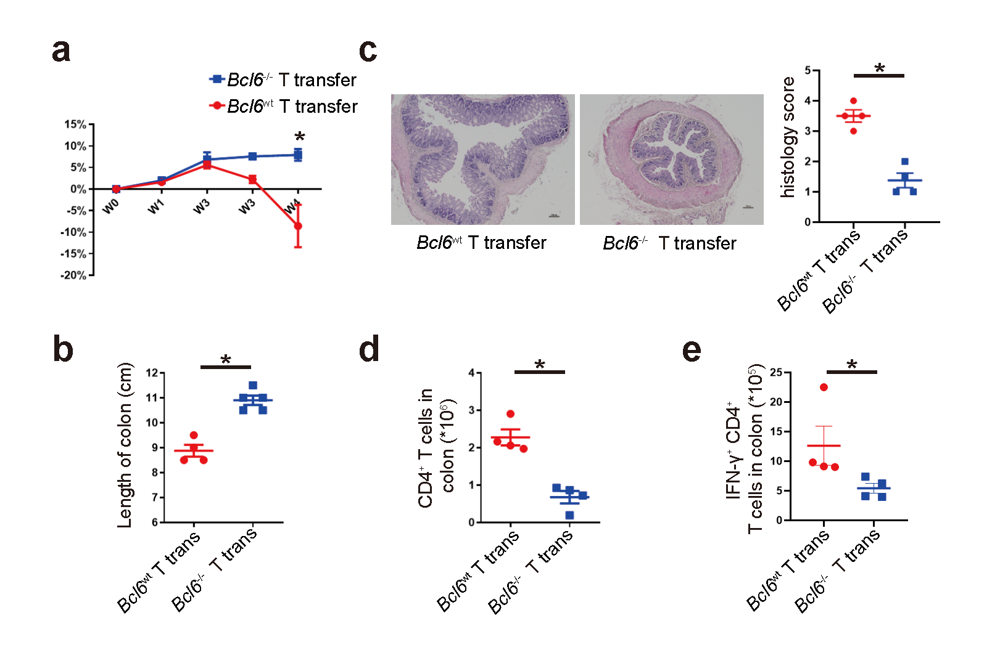 a
Bcl6-/- T transfer
Bcl6wt T transfer
15%
10%
5%
0%
-5%
-10%
-15%
-20%
*
W0
W1
W3
W3
W4
c
Bcl6wt T transfer
Bcl6-/- T transfer
histology score
5
4
3
2
1
0
*
Bcl6wt T trans
Bcl6-/- T trans
b
Length of colon (cm)
12
11
10
9
8
7
6
*
Bcl6wt T trans
Bcl6-/- T trans
d
CD4+ T cells in
colon (*10⁶)
4
3
2
1
0
*
Bcl6wt T trans
Bcl6-/- T trans
e
IFN-γ+ CD4+
T cells in colon (*10⁵)
25
20
15
10
5
0
*
Bcl6wt T trans
Bcl6-/- T trans